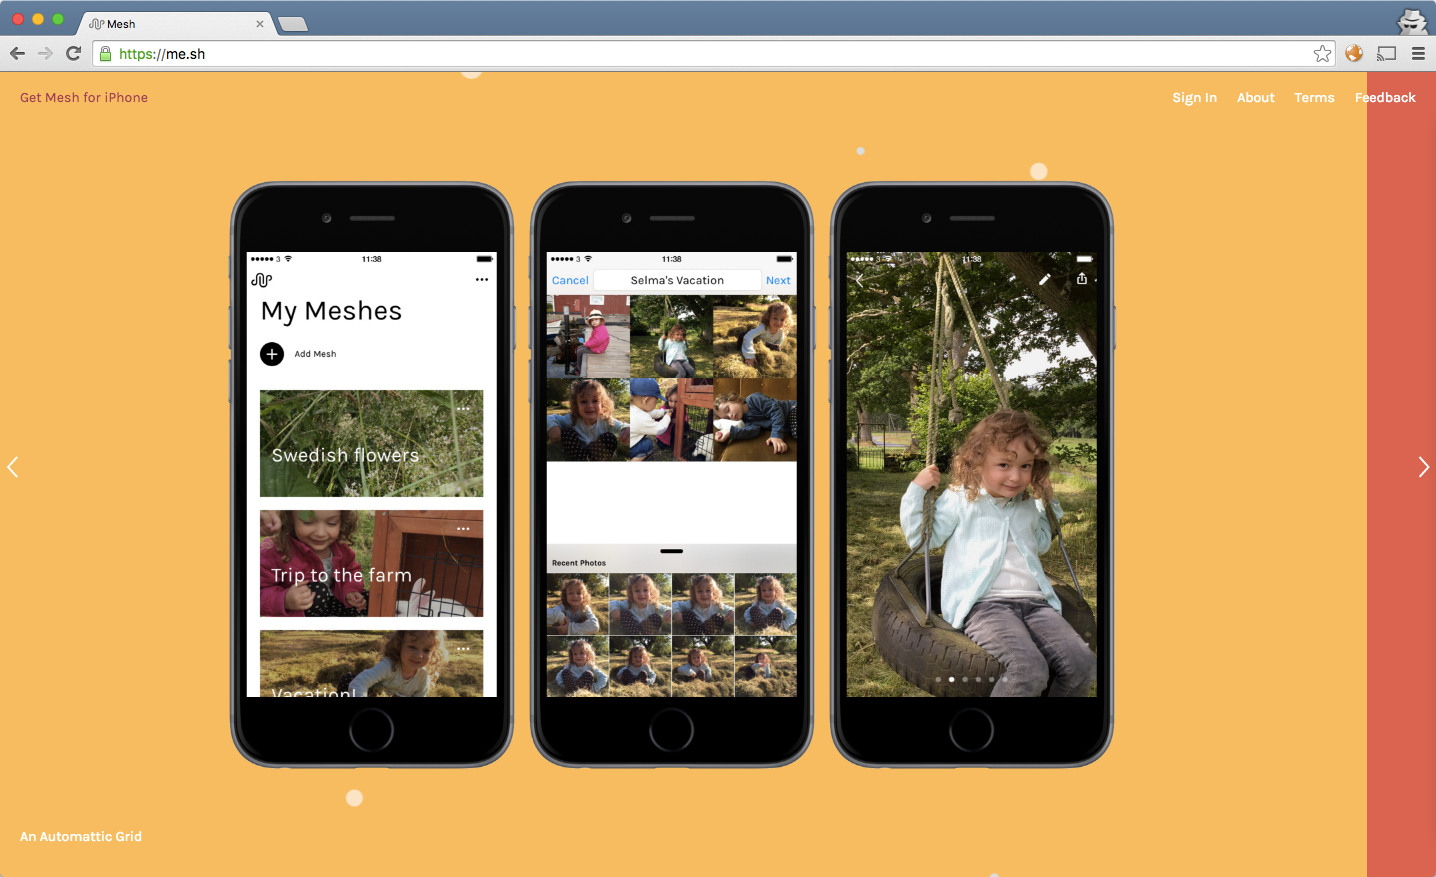 Mesh
https://me.sh
Get Mesh for iPhone
Sign In About Terms Feedback
3 11:38
My Meshes
Add Mesh
Swedish flowers
Trip to the farm
Vacation!
3 11:38
Cancel Selma's Vacation Next
Recent Photos
3 11:38
An Automattic Grid